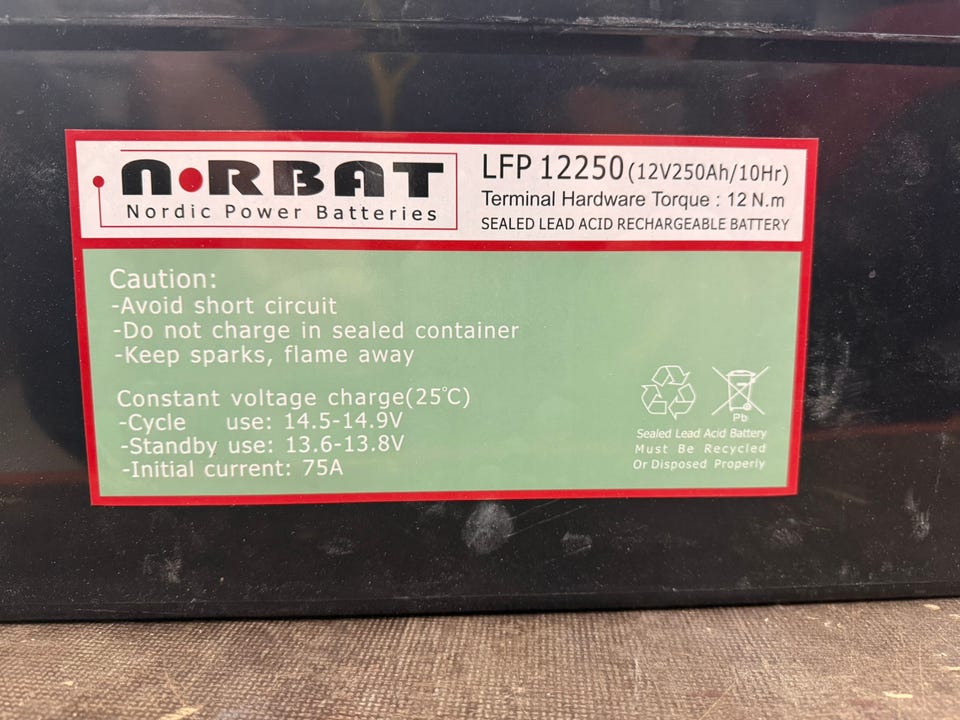 NORBAT
Nordic Power Batteries
LFP 12250 (12V250Ah/10Hr)
Terminal Hardware Torque : 12 N.m
SEALED LEAD ACID RECHARGEABLE BATTERY
Caution:
-Avoid short circuit
-Do not charge in sealed container
-Keep sparks, flame away
Constant voltage charge(25℃)
-Cycle use: 14.5-14.9V
-Standby use: 13.6-13.8V
-Initial current: 75A
Pb
Sealed Lead Acid Battery
Must Be Recycled
Or Disposed Properly